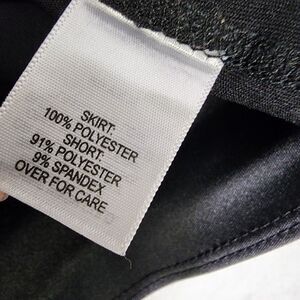 SKIRT:
100% POLYESTER
SHORT:
91% POLYESTER
9% SPANDEX
OVER FOR CARE